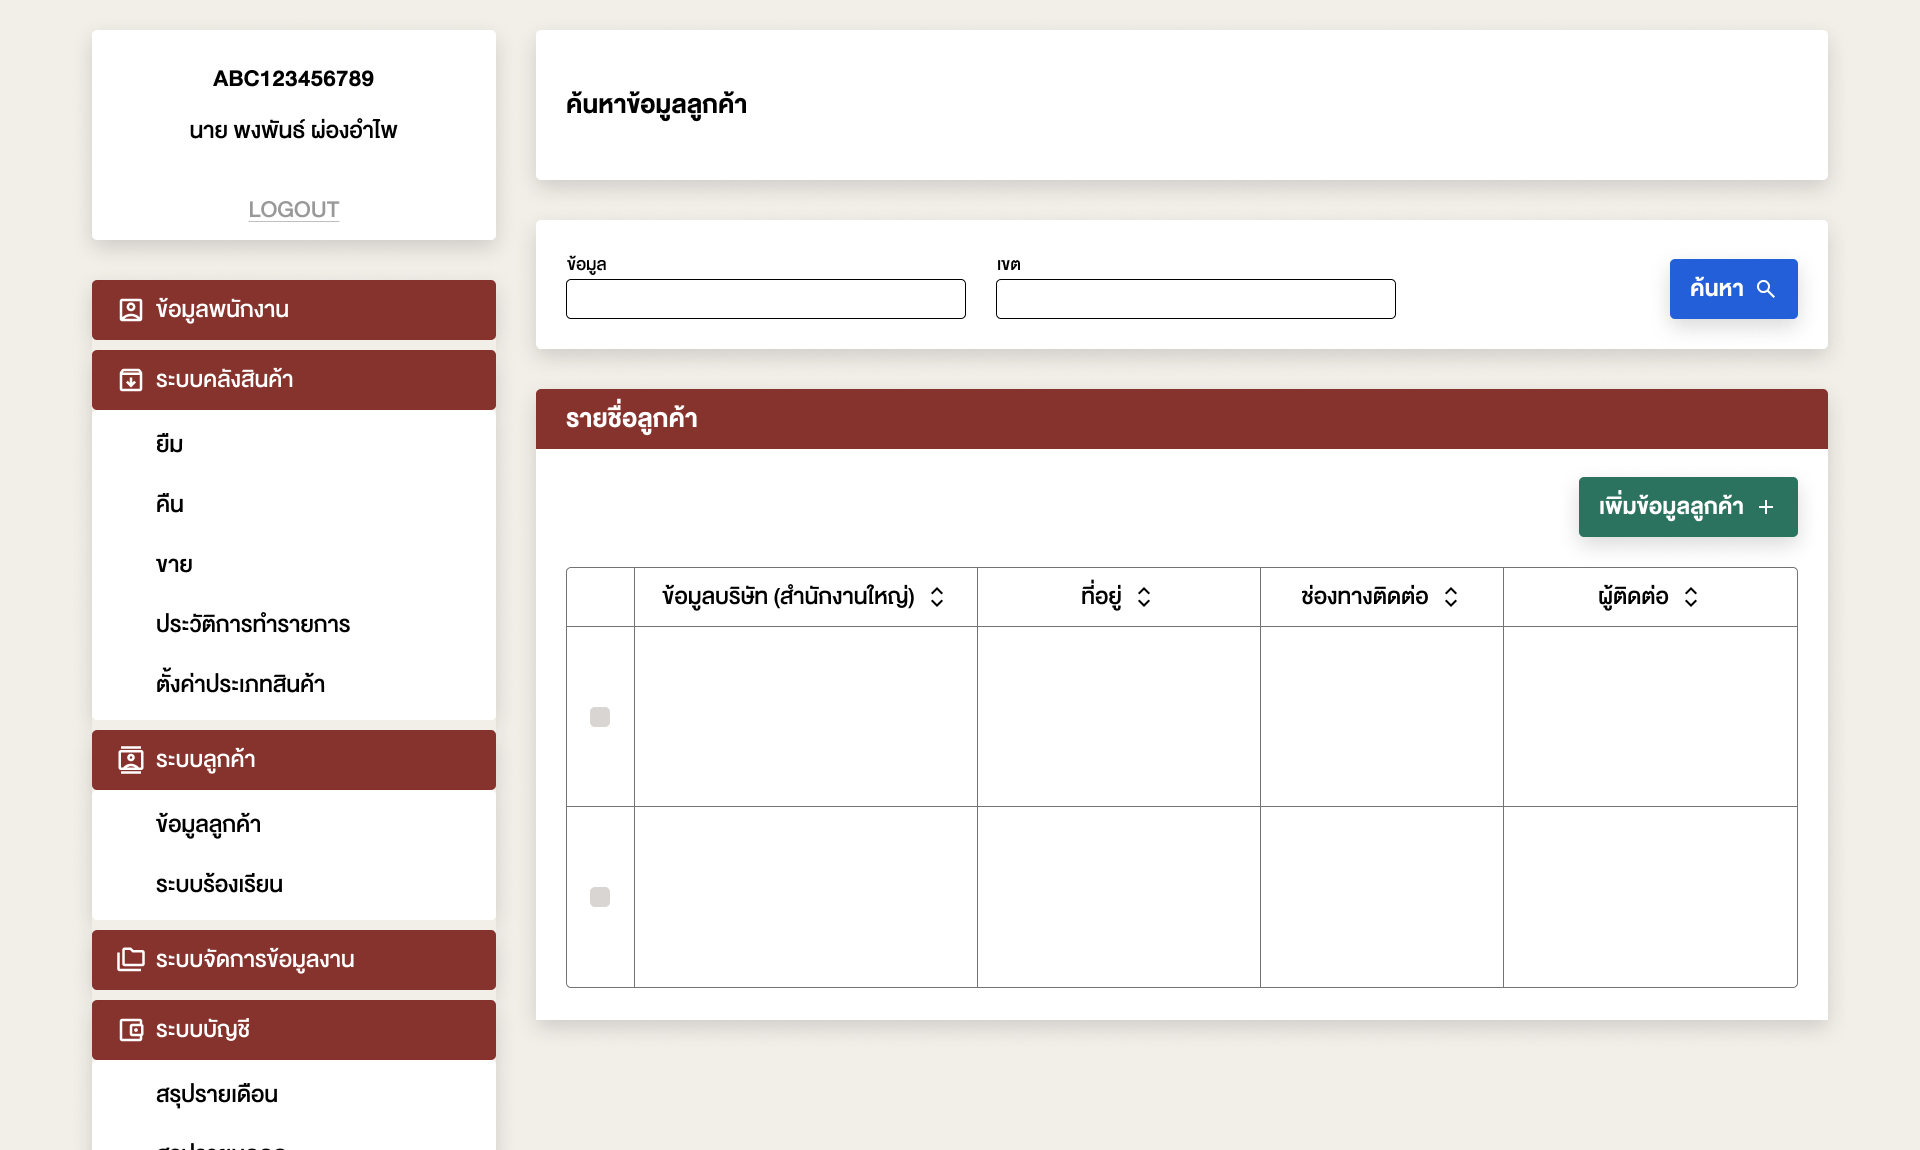 ABC123456789
นาย พงพันธ์ ผ่องอำไพ
LOGOUT
ข้อมูลพนักงาน
ระบบคลังสินค้า
ยืม
คืน
ขาย
ประวัติการทำรายการ
ตั้งค่าประเภทสินค้า
ระบบลูกค้า
ข้อมูลลูกค้า
ระบบร้องเรียน
ระบบจัดการข้อมูลงาน
ระบบบัญชี
สรุปรายเดือน
ค้นหาข้อมูลลูกค้า
ข้อมูล
เขต
ค้นหา
รายชื่อลูกค้า
เพิ่มข้อมูลลูกค้า +
ข้อมูลบริษัท (สำนักงานใหญ่)
ที่อยู่
ช่องทางติดต่อ
ผู้ติดต่อ